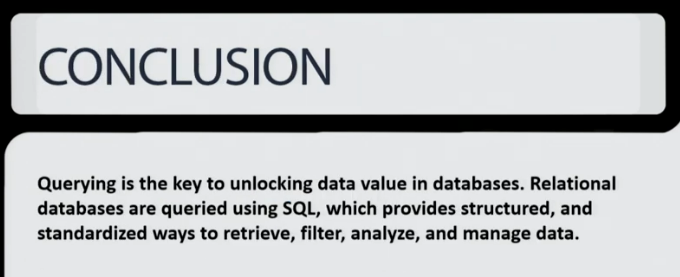 CONCLUSION
Querying is the key to unlocking data value in databases. Relational
databases are queried using SQL, which provides structured, and
standardized ways to retrieve, filter, analyze, and manage data.